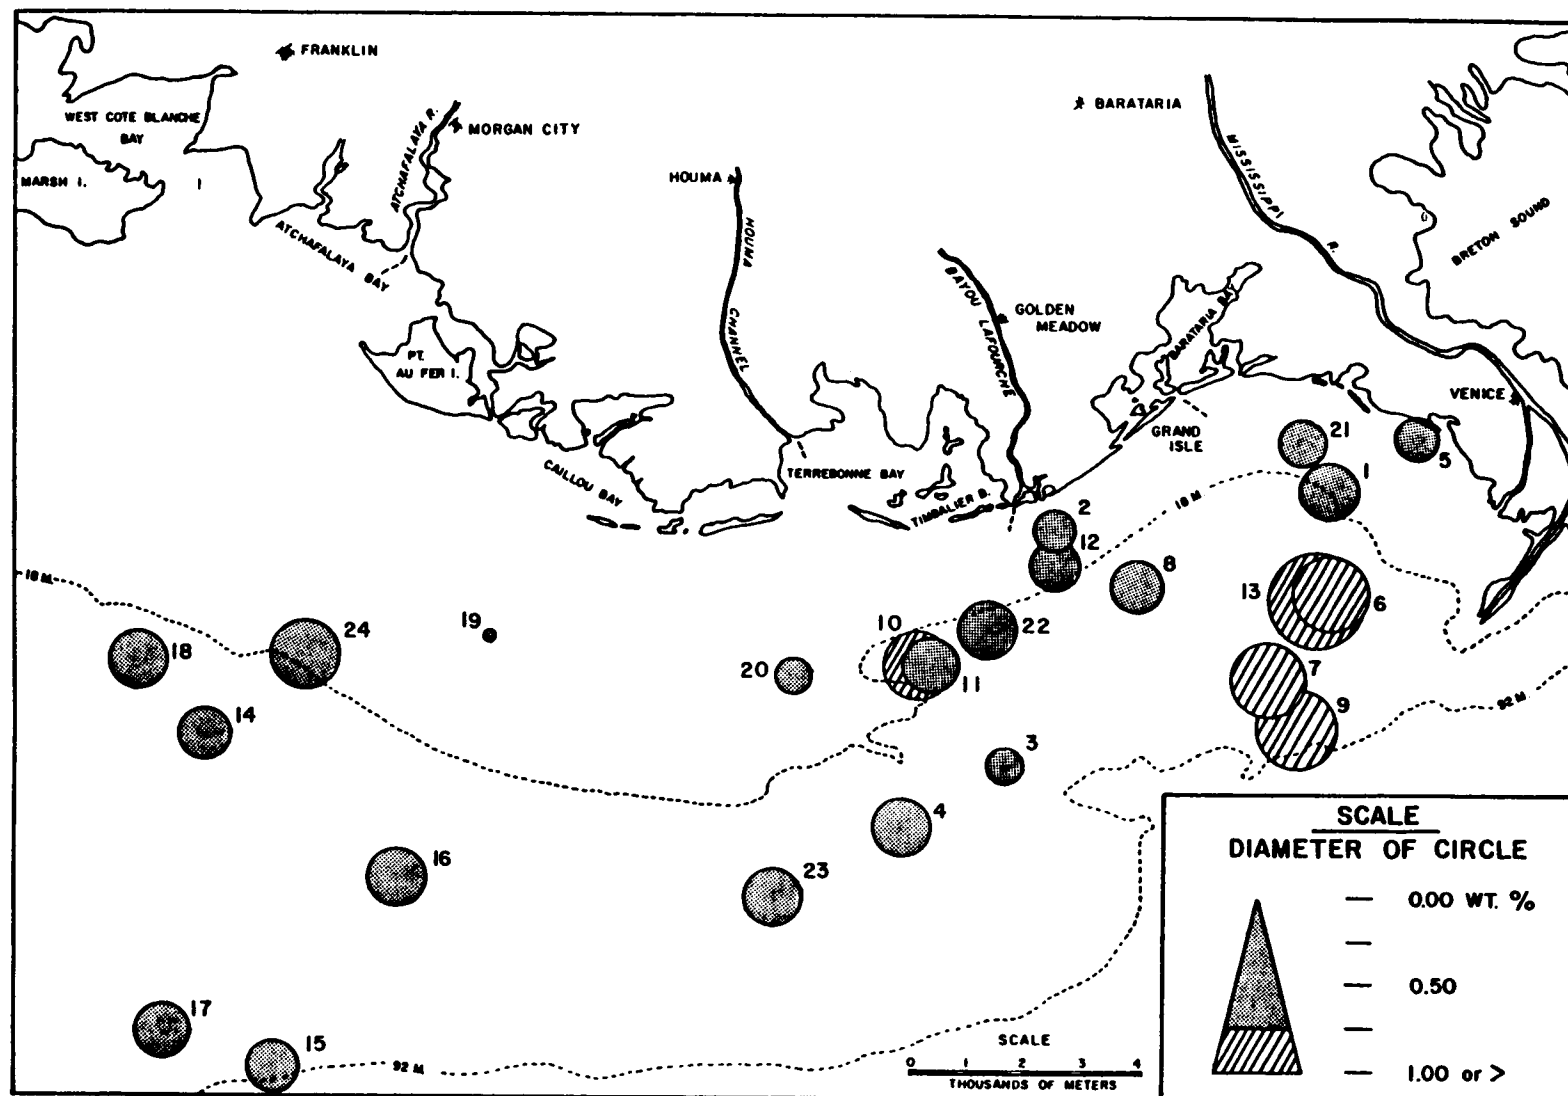 FRANKLIN
WEST COTE BLANCHE
BAY
MARSH I.
ATCHAFALAYA R.
MORGAN CITY
ATCHAFALAYA BAY
HOUMA
HOUMA CHANNEL
BARATARIA
MISSISSIPPI R.
BRETON SOUND
BAYOU LAFOURCHE
GOLDEN
MEADOW
BARATARIA BAY
PT.
AU FER I.
VENICE
GRAND
ISLE
CAILLOU BAY
TERREBONNE BAY
TIMBALIER B.
21
5
1
18 M.
2
12
8
13
6
18 M.
19
10
22
24
18
20
11
7
14
9
92 M.
3
4
16
23
17
15
92 M.
SCALE
0 1 2 3 4
THOUSANDS OF METERS
SCALE
DIAMETER OF CIRCLE
0.00 WT. %
0.50
1.00 or >